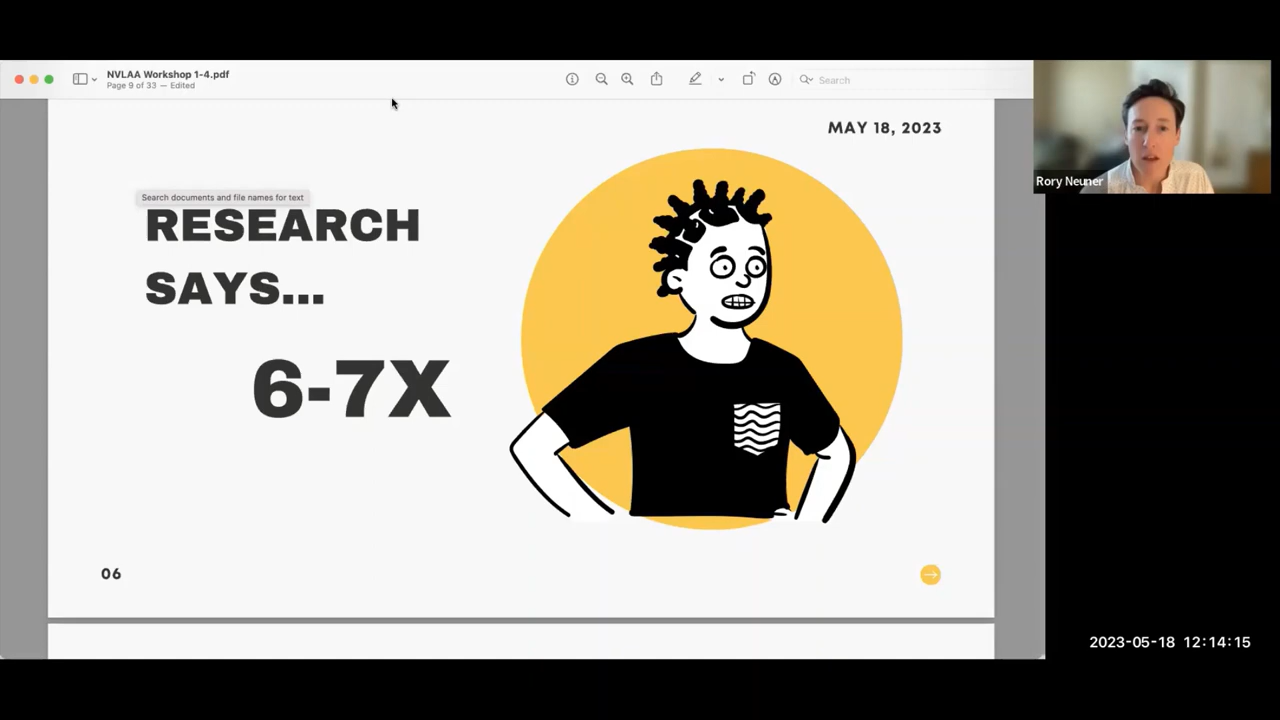 NVLAA Workshop 1-4.pdf
Page 9 of 33 — Edited
Search
Rory Neuner
MAY 18, 2023
Search documents and file names for text
RESEARCH
SAYS...
6-7X
06
2023-05-18 12:14:15